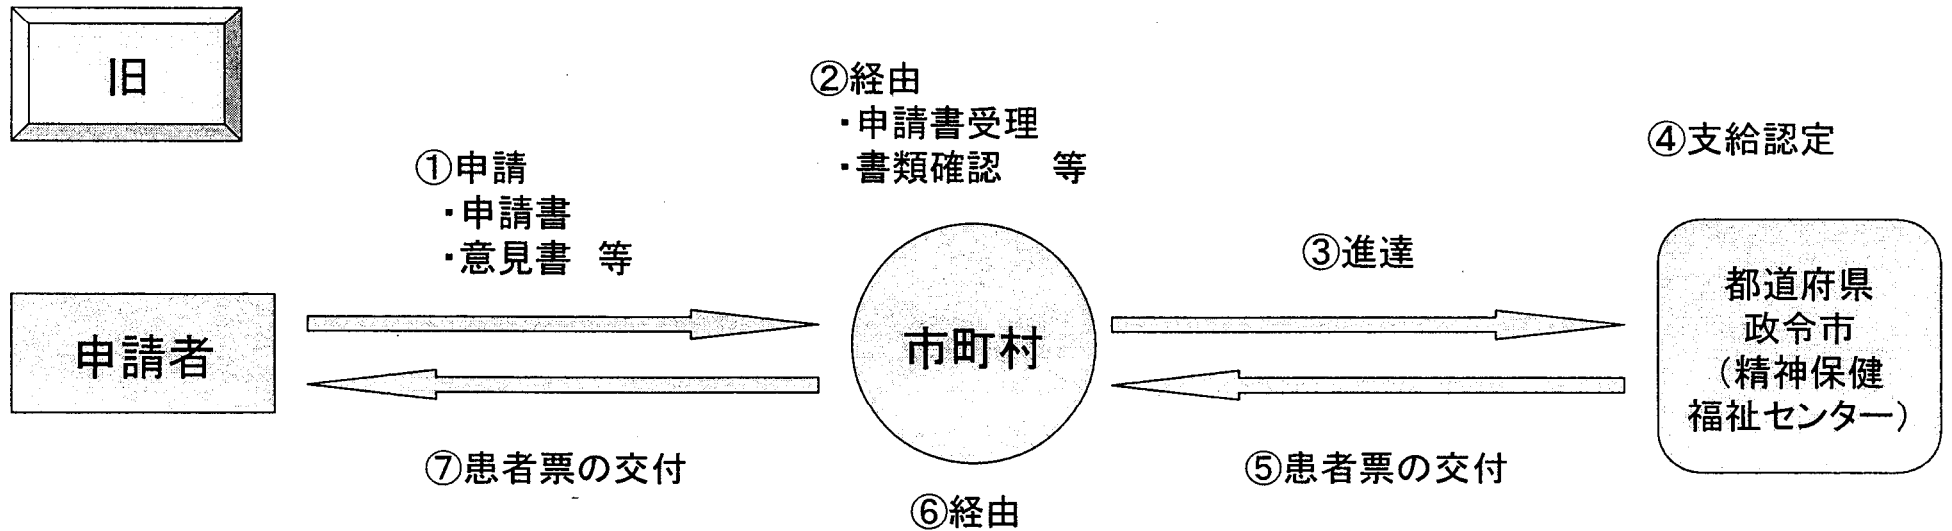 旧
①申請
・申請書
・意見書 等
②経由
・申請書受理
・書類確認 等
③進達
④支給認定
申請者
市町村
都道府県
政令市
（精神保健
福祉センター）
⑦患者票の交付
⑥経由
⑤患者票の交付